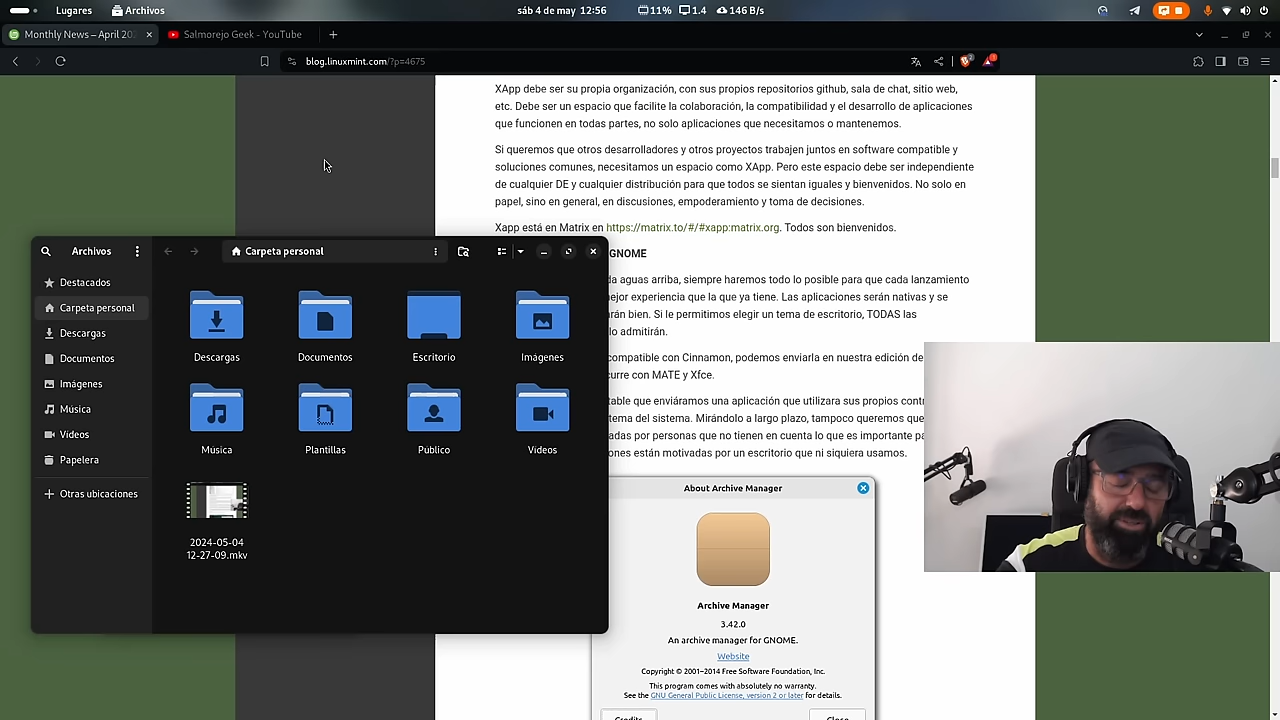 Lugares
Archivos
sáb 4 de may 12:56
11%
1.4
146 B/s
Monthly News – April 202
Salmorejo Geek - YouTube
blog.linuxmint.com/?p=4675
XApp debe ser su propia organización, con sus propios repositorios github, sala de chat, sitio web,
etc. Debe ser un espacio que facilite la colaboración, la compatibilidad y el desarrollo de aplicaciones
que funcionen en todas partes, no solo aplicaciones que necesitamos o mantenemos.
Si queremos que otros desarrolladores y otros proyectos trabajen juntos en software compatible y
soluciones comunes, necesitamos un espacio como XApp. Pero este espacio debe ser independiente
de cualquier DE y cualquier distribución para que todos se sientan iguales y bienvenidos. No solo en
papel, sino en general, en discusiones, empoderamiento y toma de decisiones.
Xapp está en Matrix en https://matrix.to/#/#xapp:matrix.org. Todos son bienvenidos.
GNOME
da aguas arriba, siempre haremos todo lo posible para que cada lanzamiento
ejor experiencia que la que ya tiene. Las aplicaciones serán nativas y se
rán bien. Si le permitimos elegir un tema de escritorio, TODAS las
lo admitirán.
compatible con Cinnamon, podemos enviarla en nuestra edición de
curre con MATE y Xfce.
table que enviáramos una aplicación que utilizara sus propios contr
tema del sistema. Mirándolo a largo plazo, tampoco queremos que
adas por personas que no tienen en cuenta lo que es importante pa
ones están motivadas por un escritorio que ni siquiera usamos.
Archivos
Carpeta personal
Destacados
Carpeta personal
Descargas
Documentos
Imágenes
Música
Vídeos
Papelera
Otras ubicaciones
Descargas
Documentos
Escritorio
Imágenes
Música
Plantillas
Público
Vídeos
2024-05-04
12-27-09.mkv
About Archive Manager
Archive Manager
3.42.0
An archive manager for GNOME.
Website
Copyright © 2001–2014 Free Software Foundation, Inc.
This program comes with absolutely no warranty.
See the GNU General Public License, version 2 or later for details.
Credits
Close